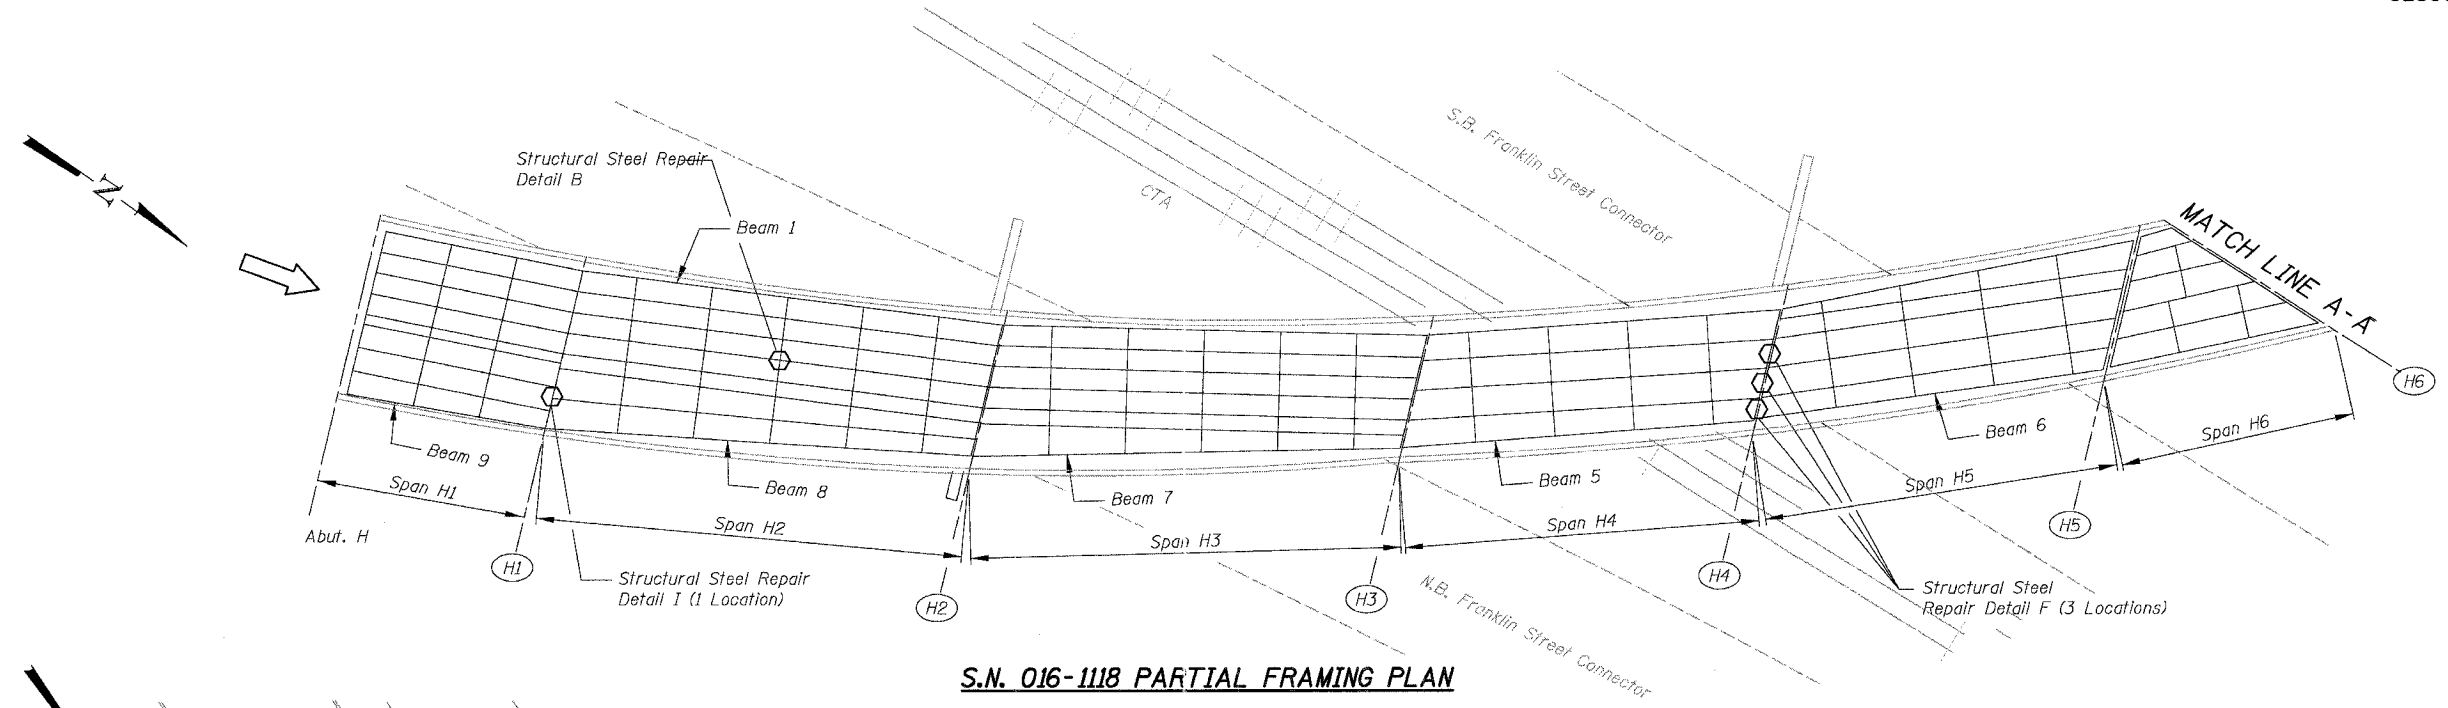 N
Structural Steel Repair
Detail B
Beam 1
CTA
S.B. Franklin Street Connector
MATCH LINE A-A
H6
Beam 9
Beam 8
Beam 7
Beam 5
Beam 6
Span H1
Span H2
Span H3
Span H4
Span H5
Span H6
Abut. H
H1
H2
H3
H4
H5
Structural Steel Repair
Detail I (1 Location)
Structural Steel
Repair Detail F (3 Locations)
N.B. Franklin Street Connector
S.N. 016-1118 PARTIAL FRAMING PLAN